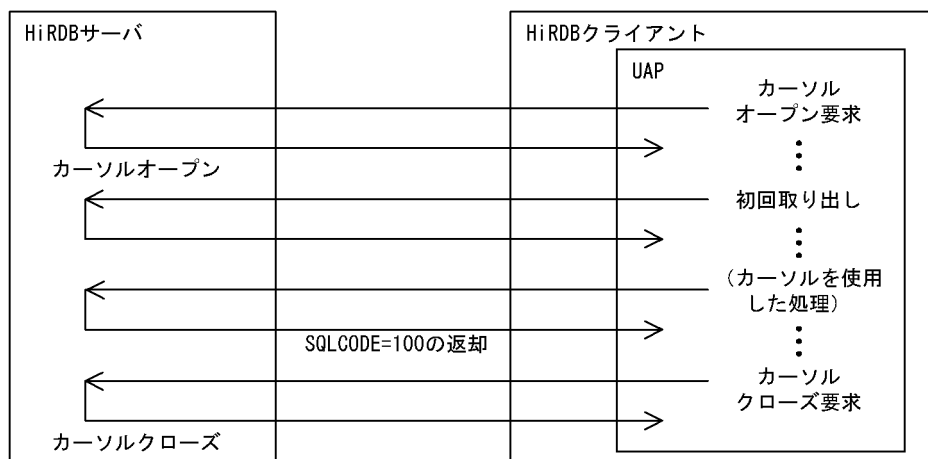 HiRDBサーバ
HiRDBクライアント
UAP
カーソル
オープン要求
カーソルオープン
初回取り出し
(カーソルを使用
した処理)
SQLCODE=100の返却
カーソル
クローズ要求
カーソルクローズ